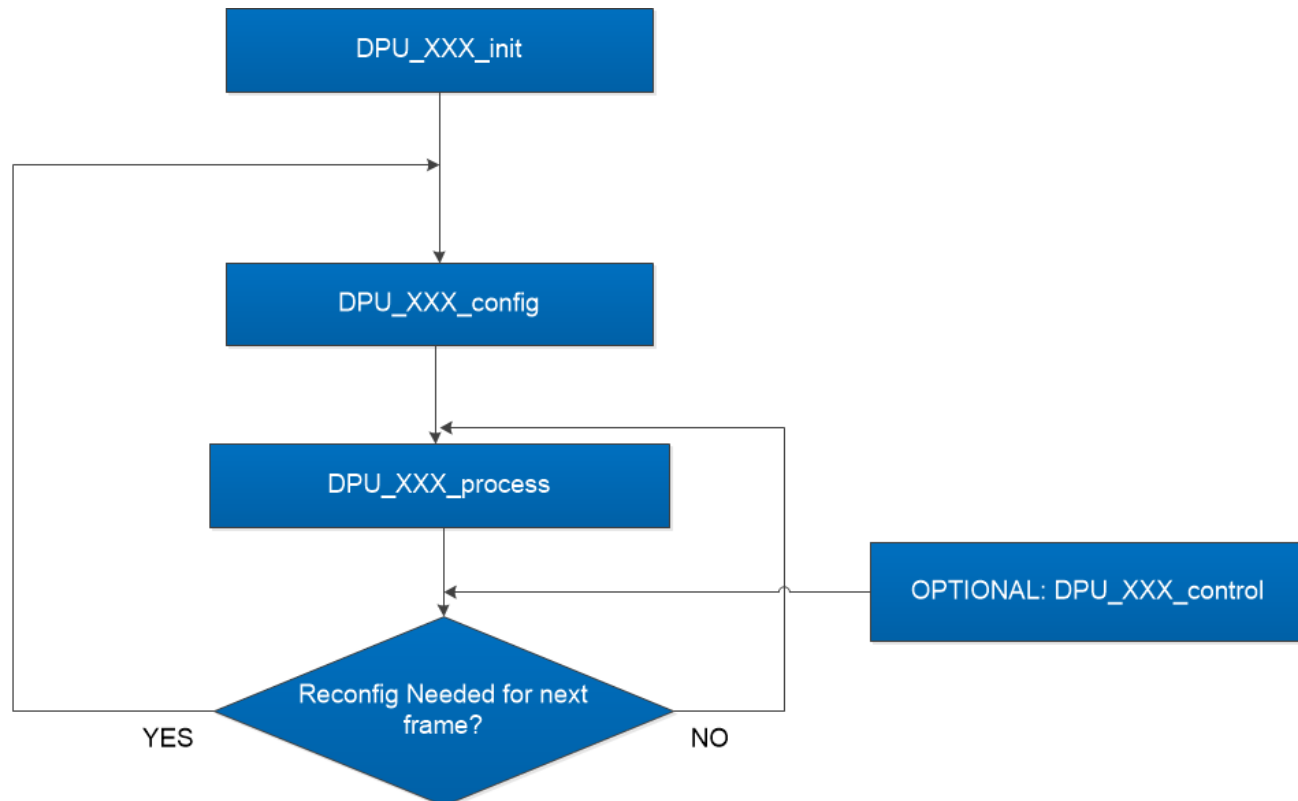 DPU_XXX_init
DPU_XXX_config
DPU_XXX_process
OPTIONAL: DPU_XXX_control
Reconfig Needed for next
frame?
YES
NO